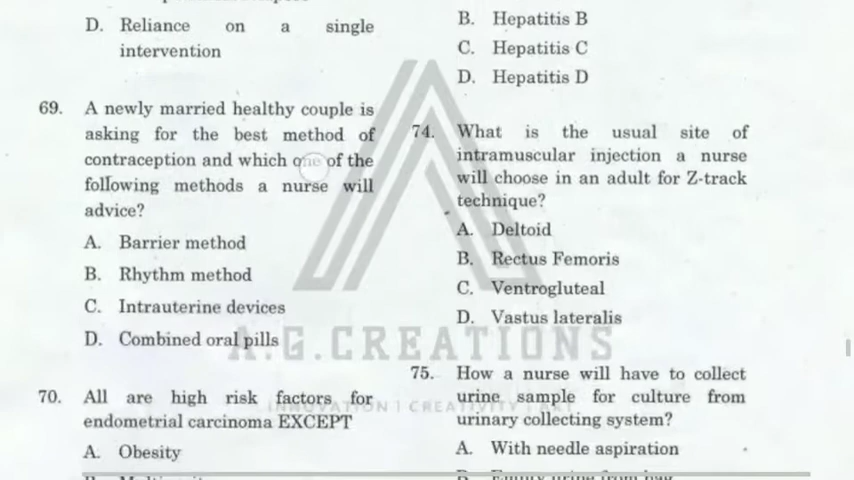 D. Reliance on a single
intervention
69. A newly married healthy couple is
asking for the best method of
contraception and which one of the
following methods a nurse will
advice?
A. Barrier method
B. Rhythm method
C. Intrauterine devices
D. Combined oral pills
70. All are high risk factors for
endometrial carcinoma EXCEPT
A. Obesity
B. Hepatitis B
C. Hepatitis C
D. Hepatitis D
74. What is the usual site of
intramuscular injection a nurse
will choose in an adult for Z-track
technique?
A. Deltoid
B. Rectus Femoris
C. Ventrogluteal
D. Vastus lateralis
75. How a nurse will have to collect
urine sample for culture from
urinary collecting system?
A. With needle aspiration
A.G.CREATIONS
INNOVATION | CREATIVITY | ART